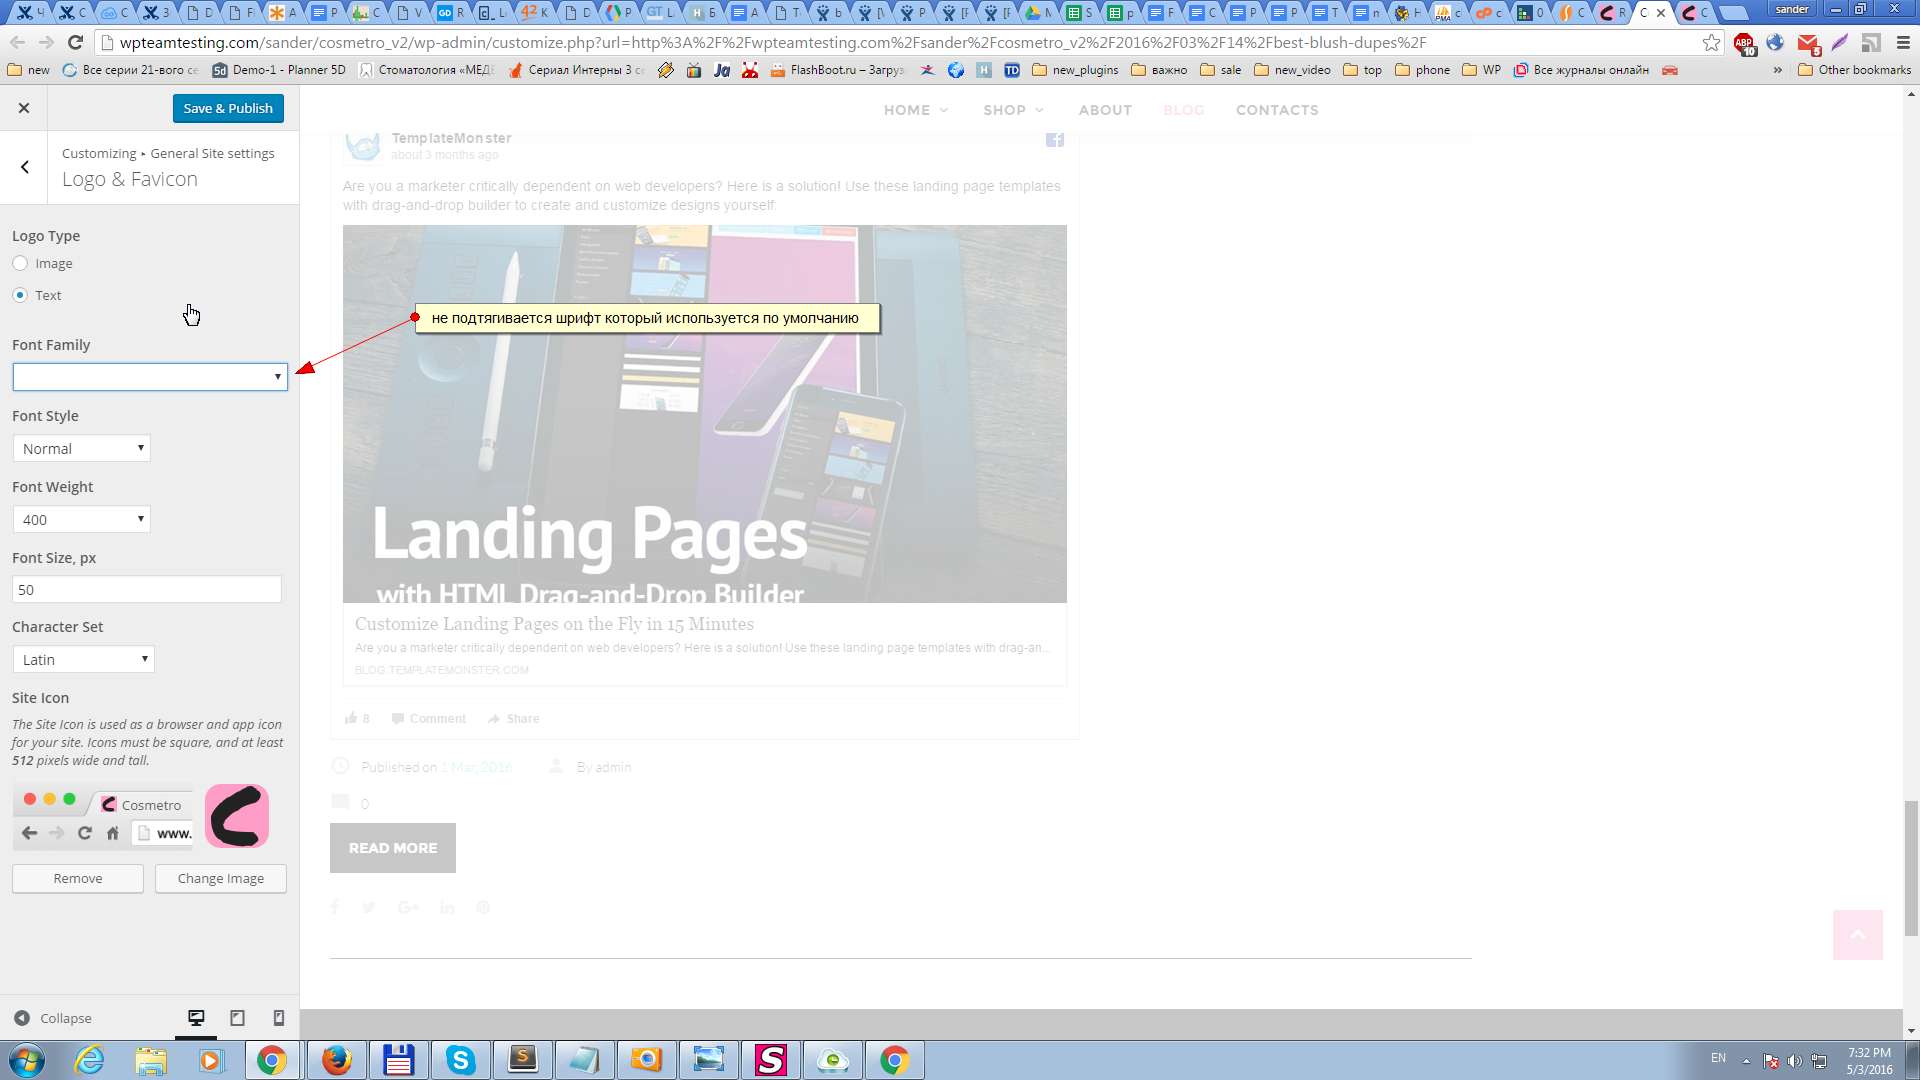 sander
wpteamtesting.com/sander/cosmetro_v2/wp-admin/customize.php?url=http%3A%2F%2Fwpteamtesting.com%2Fsander%2Fcosmetro_v2%2F2016%2F03%2F14%2Fbest-blush-dupes%2F
ABP 10 5
new Все серии 21-вого се Demo-1 - Planner 5D Стоматология «МЕДЕ Сериал Интерны 3 с Ja FlashBoot.ru – Загруз H TD new_plugins важно sale new_video top phone WP Все журналы онлайн » Other bookmarks
Save & Publish
HOME SHOP ABOUT BLOG CONTACTS
Customizing ▸ General Site settings
Logo & Favicon
TemplateMonster
about 3 months ago
Are you a marketer critically dependent on web developers? Here is a solution! Use these landing page templates
with drag-and-drop builder to create and customize designs yourself.
Logo Type
Image
Text
не подтягивается шрифт который используется по умолчанию
Font Family
Font Style
Normal
Font Weight
400
Landing Pages
with HTML Drag-and-Drop Builder
Font Size, px
50
Customize Landing Pages on the Fly in 15 Minutes
Are you a marketer critically dependent on web developers? Here is a solution! Use these landing page templates with drag-an...
BLOG.TEMPLATEMONSTER.COM
Character Set
Latin
Site Icon
The Site Icon is used as a browser and app icon
for your site. Icons must be square, and at least
512 pixels wide and tall.
8 Comment Share
Published on 1 Mar, 2016 By admin
0
Cosmetro
www.
READ MORE
Remove
Change Image
Collapse
EN
7:32 PM
5/3/2016